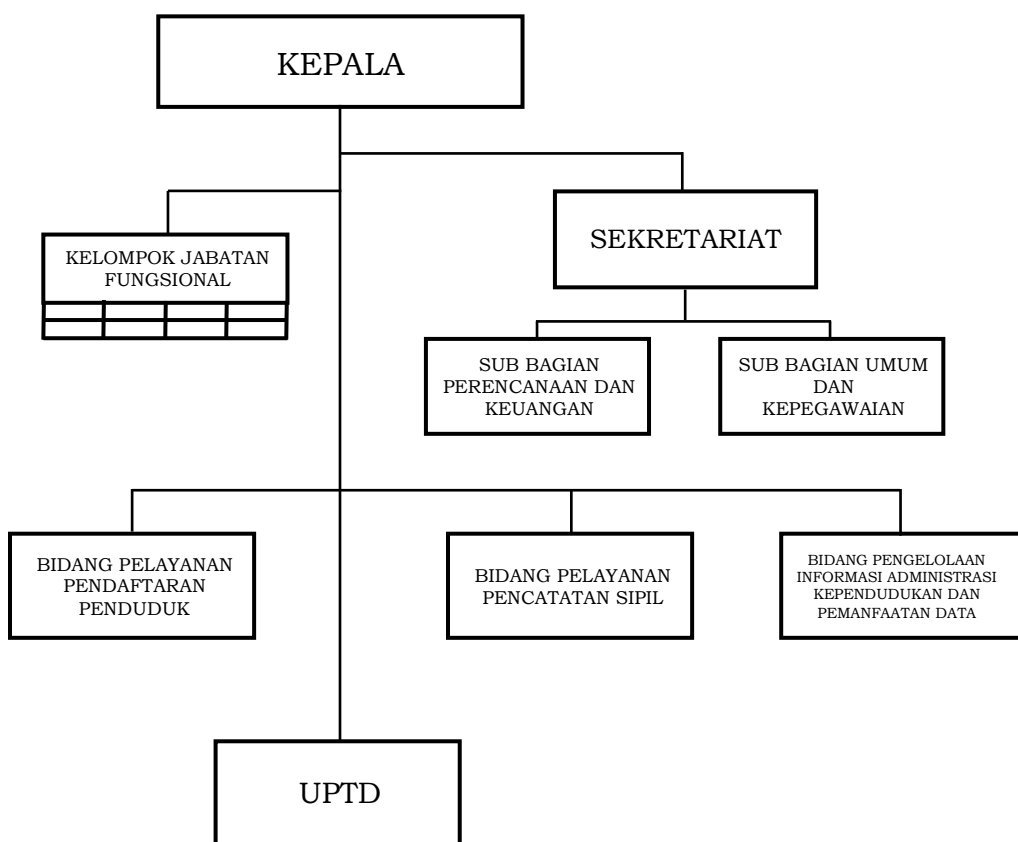 KEPALA
SEKRETARIAT
KELOMPOK JABATAN
FUNGSIONAL
SUB BAGIAN
PERENCANAAN DAN
KEUANGAN
SUB BAGIAN UMUM
DAN
KEPEGAWAIAN
BIDANG PELAYANAN
PENDAFTARAN
PENDUDUK
BIDANG PELAYANAN
PENCATATAN SIPIL
BIDANG PENGELOLAAN
INFORMASI ADMINISTRASI
KEPENDUDUKAN DAN
PEMANFAATAN DATA
UPTD